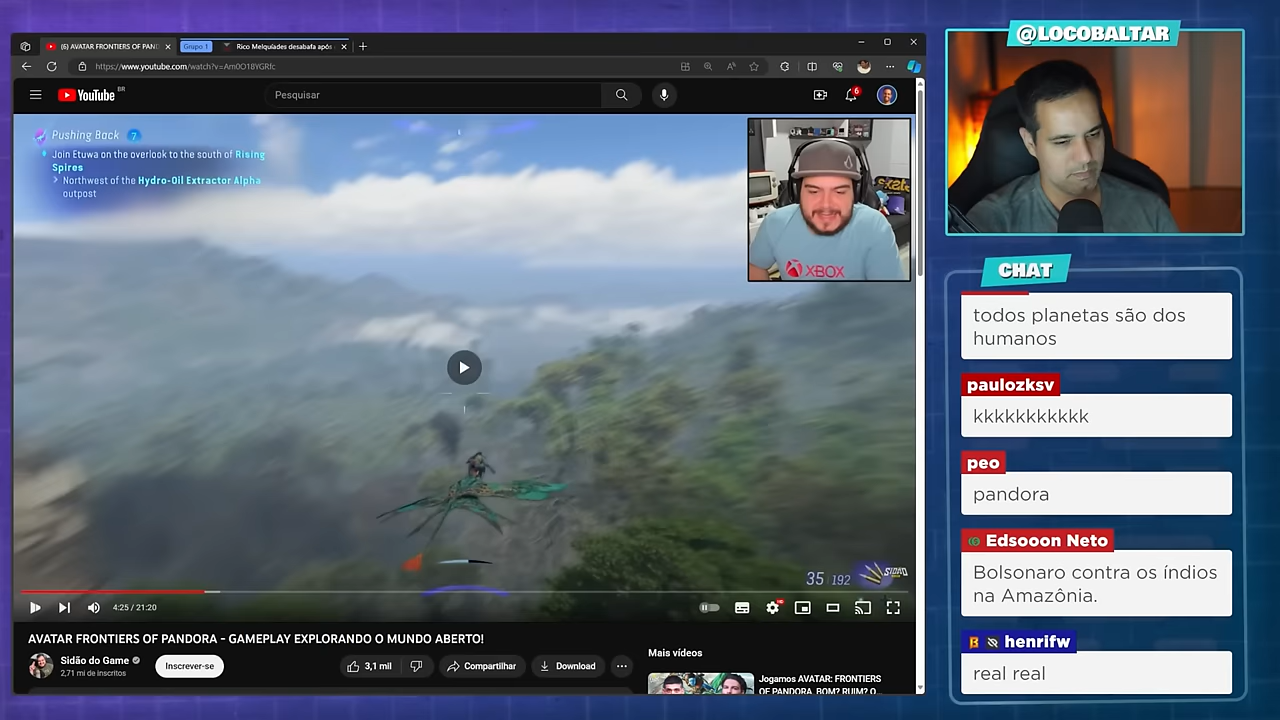 (6) AVATAR FRONTIERS OF PAN
Grupo 1
Rico Melquíades desabafa após
https://www.youtube.com/watch?v=Am0O18YGRfc
YouTube BR
Pesquisar
6
Pushing Back 7
Join Etuwa on the overlook to the south of Rising
Spires
Northwest of the Hydro-Oil Extractor Alpha
outpost
XBOX
35 192
SIDÃO
4:25 / 21:20
AVATAR FRONTIERS OF PANDORA - GAMEPLAY EXPLORANDO O MUNDO ABERTO!
Sidão do Game
2,71 mi de inscritos
Inscrever-se
3,1 mil
Compartilhar
Download
Mais vídeos
Jogamos AVATAR: FRONTIERS
OF PANDORA. BOM? RUIM? O...
@LOCOBALTAR
CHAT
todos planetas são dos
humanos
paulozksv
kkkkkkkkkkk
peo
pandora
Edsooon Neto
Bolsonaro contra os índios
na Amazônia.
henrifw
real real